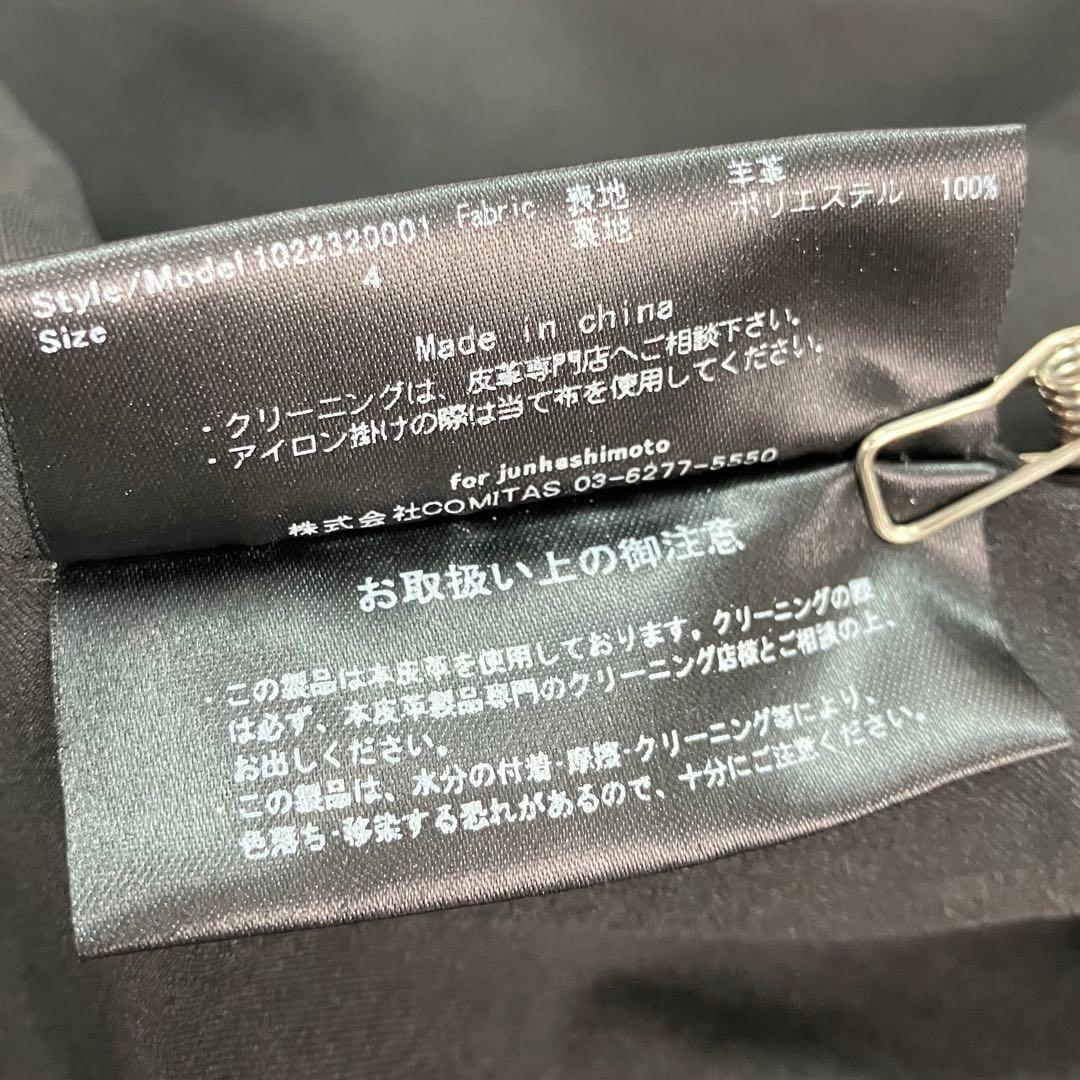 Style/Model 1022320001 Fabric 表地 羊革
Size 4 裏地 ポリエステル 100%
Made in china
・クリーニングは、皮革専門店へご相談下さい。
・アイロン掛けの際は当て布を使用してください。
for junhashimoto
株式会社COMITAS 03-6277-5550
お取扱い上の御注意
・この製品は本皮革を使用しております。クリーニングの際
は必ず、本皮革製品専門のクリーニング店様とご相談の上、
お出しください。
・この製品は、水分の付着・摩擦・クリーニング等により、
色落ち・移染する恐れがあるので、十分にご注意ください。